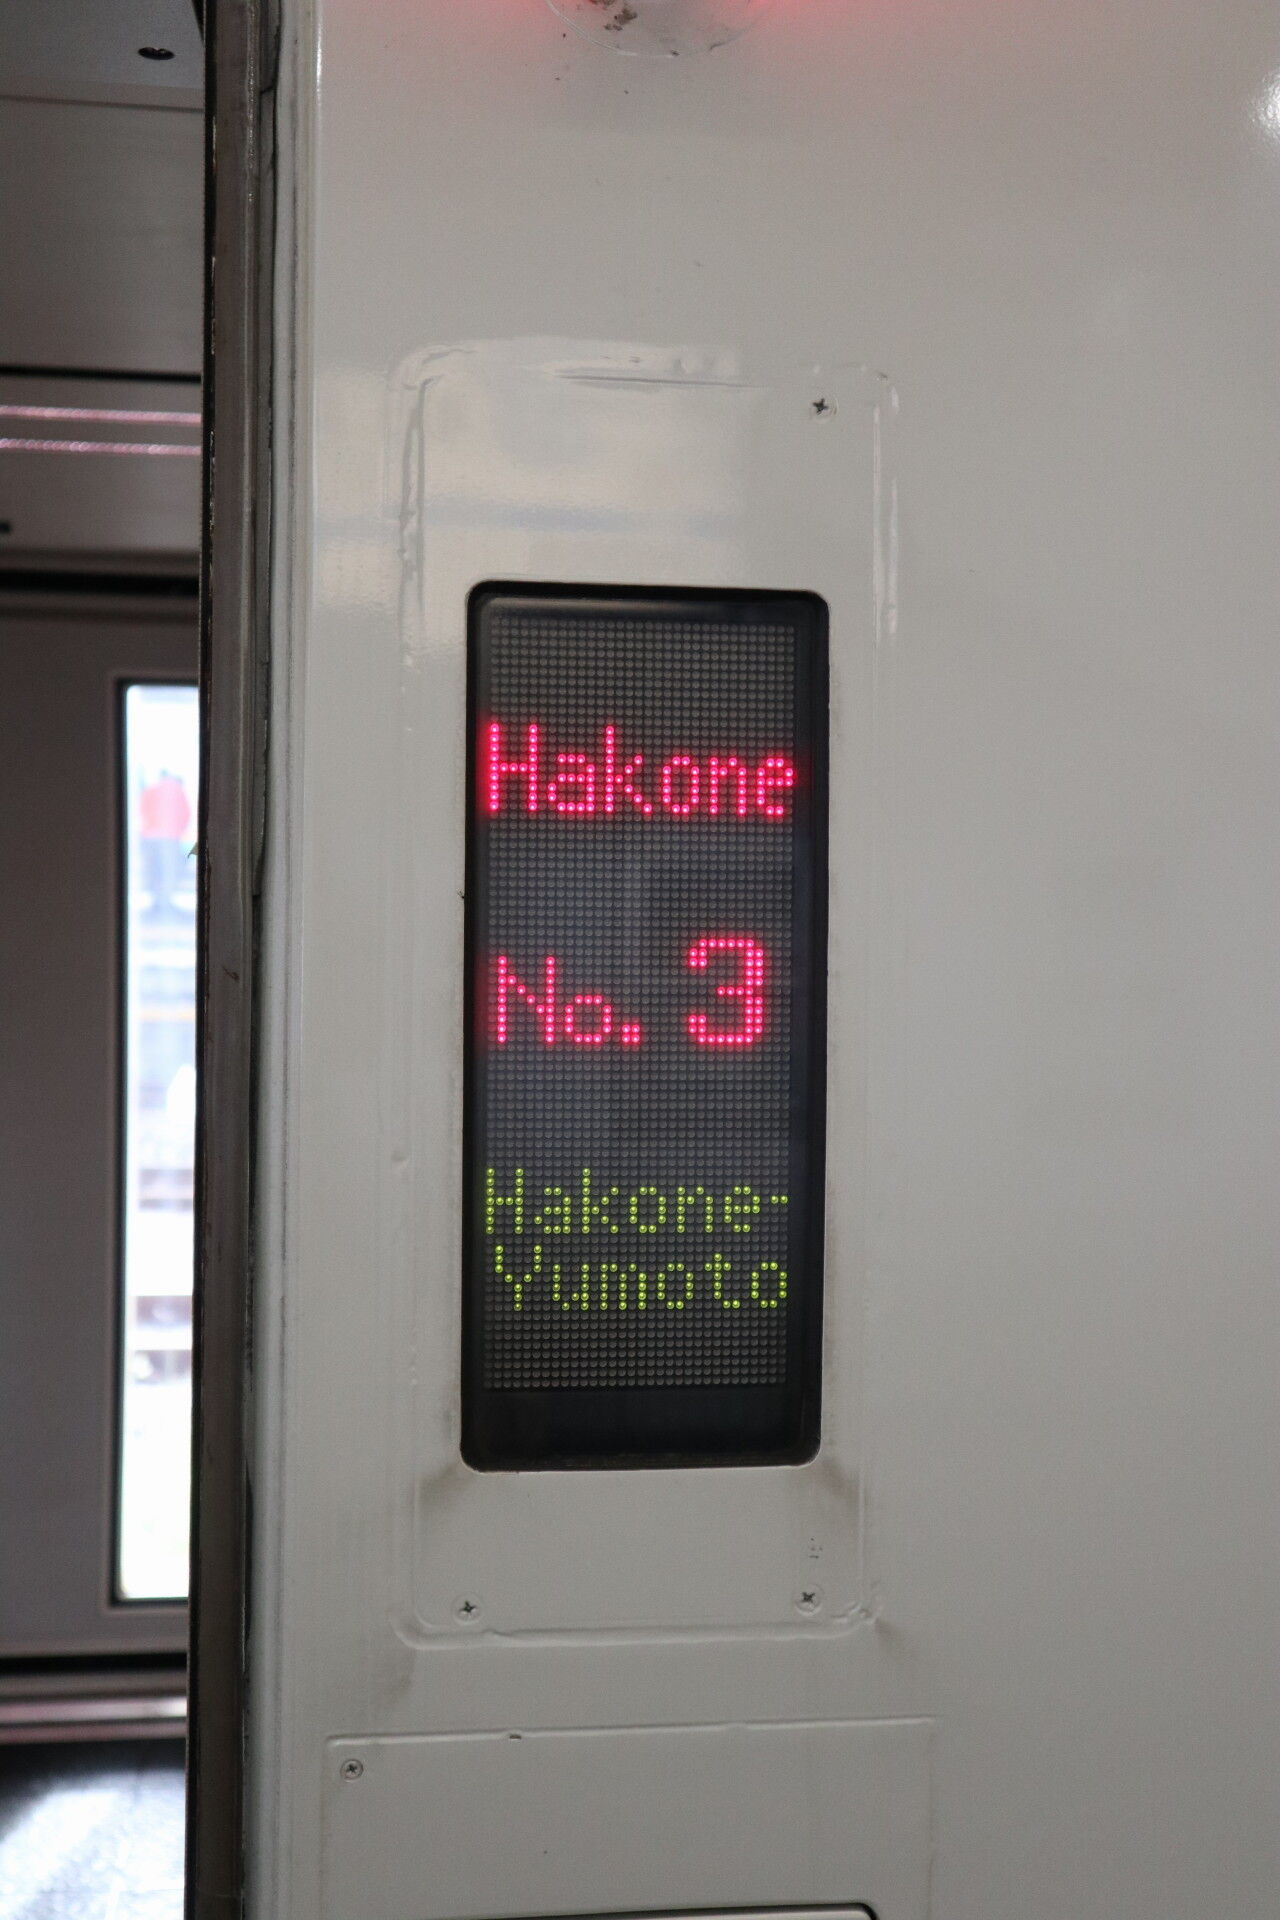 Hakone
No. 3
Hakone-
Yumoto